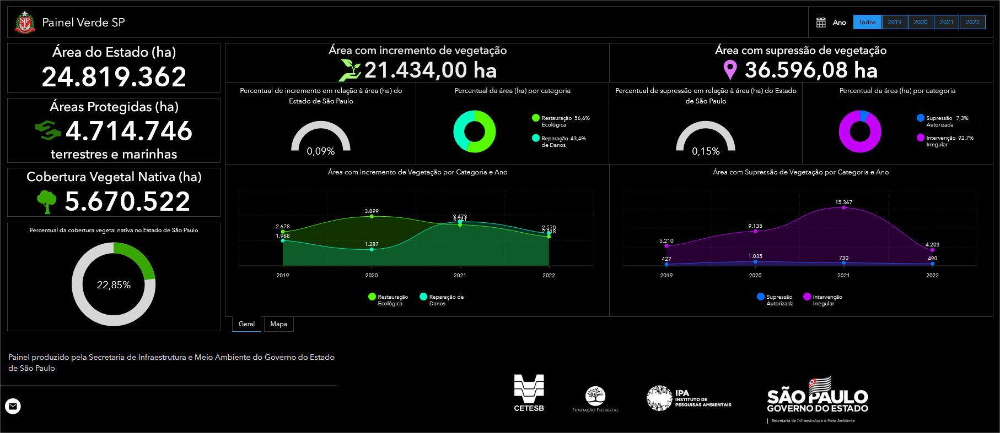 Painel Verde SP
Ano
Todos
2019
2020
2021
2022
Área do Estado (ha)
24.819.362
Áreas Protegidas (ha)
4.714.746
terrestres e marinhas
Cobertura Vegetal Nativa (ha)
5.670.522
Percentual da cobertura vegetal nativa no Estado de São Paulo
22,85%
Área com incremento de vegetação
21.434,00 ha
Percentual de incremento em relação à área (ha) do
Estado de São Paulo
0,09%
Percentual da área (ha) por categoria
Restauração 56,6%
Ecológica
Reparação 43,4%
de Danos
Área com supressão de vegetação
36.596,08 ha
Percentual de supressão em relação à área (ha) do Estado
de São Paulo
0,15%
Percentual da área (ha) por categoria
Supressão 7,3%
Autorizada
Intervenção 92,7%
Irregular
Área com Incremento de Vegetação por Categoria e Ano
2.678
1.968
3.899
1.287
3.473
2.570
2019
2020
2021
2022
Restauração
Ecológica
Reparação de
Danos
Área com Supressão de Vegetação por Categoria e Ano
5.210
427
9.135
1.035
15.367
730
4.203
490
2019
2020
2021
2022
Supressão
Autorizada
Intervenção
Irregular
Geral
Mapa
Painel produzido pela Secretaria de Infraestrutura e Meio Ambiente do Governo do Estado
de São Paulo
CETESB
FUNDAÇÃO FLORESTAL
IPA
INSTITUTO DE
PESQUISAS AMBIENTAIS
SÃO PAULO
GOVERNO DO ESTADO
Secretaria de Infraestrutura e Meio Ambiente